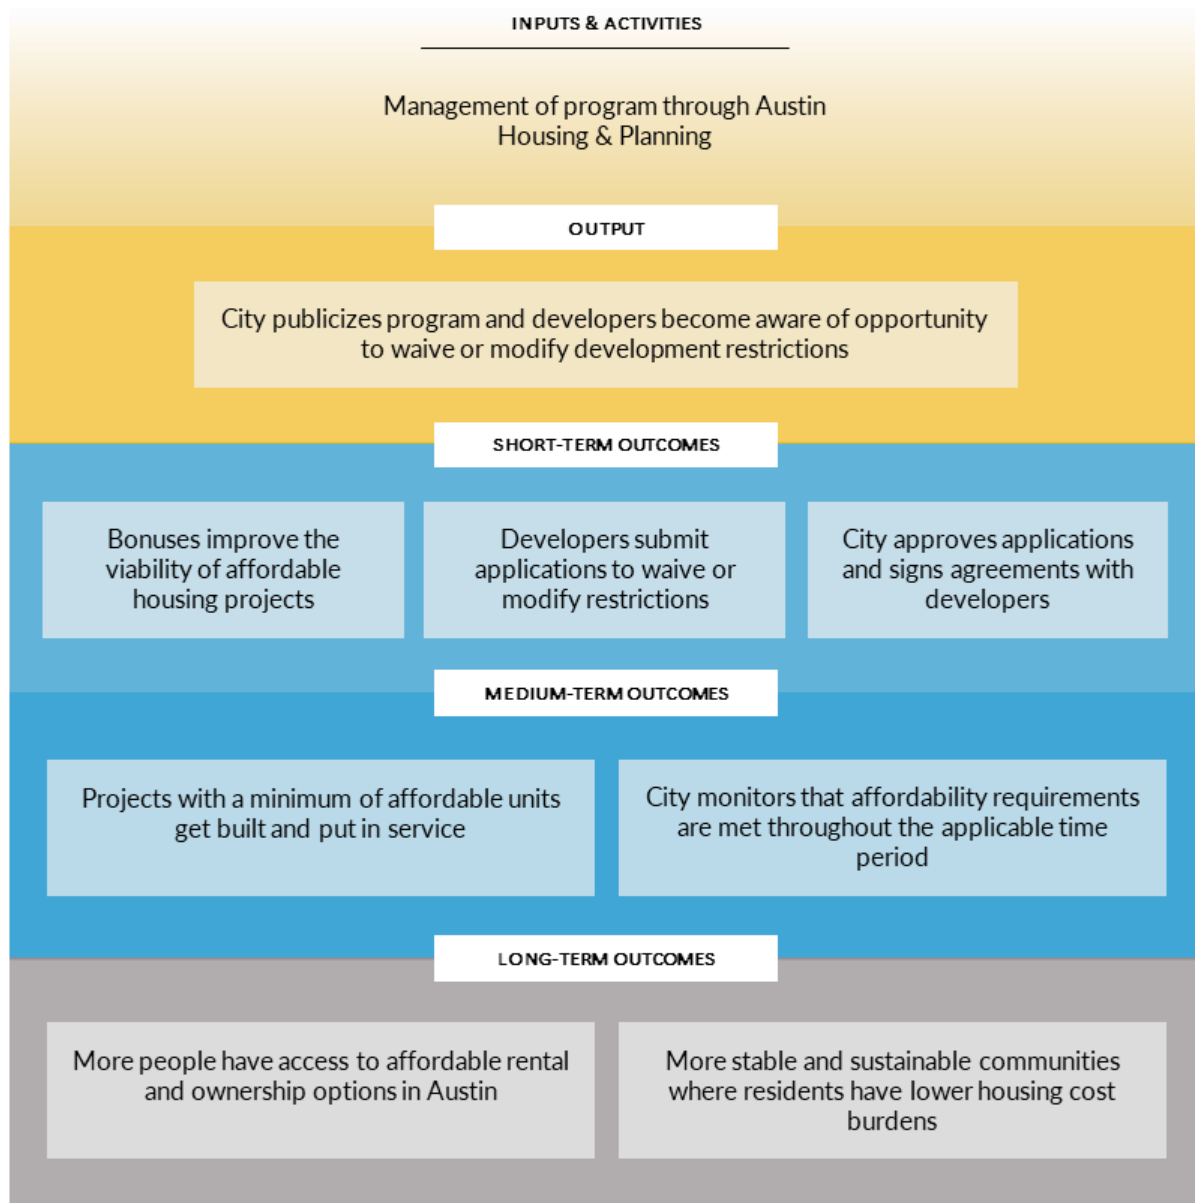 INPUTS & ACTIVITIES
Management of program through Austin
Housing & Planning
OUTPUT
City publicizes program and developers become aware of opportunity
to waive or modify development restrictions
SHORT-TERM OUTCOMES
Bonuses improve the
viability of affordable
housing projects
Developers submit
applications to waive or
modify restrictions
City approves applications
and signs agreements with
developers
MEDIUM-TERM OUTCOMES
Projects with a minimum of affordable units
get built and put in service
City monitors that affordability requirements
are met throughout the applicable time
period
LONG-TERM OUTCOMES
More people have access to affordable rental
and ownership options in Austin
More stable and sustainable communities
where residents have lower housing cost
burdens